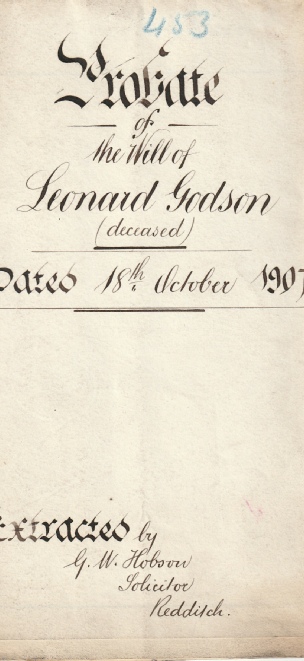 453
Probate
of
the Will of
Leonard Godson
(deceased)
Dated 18th October 1907
Extracted by
G. W. Hobson
Solicitor
Redditch.